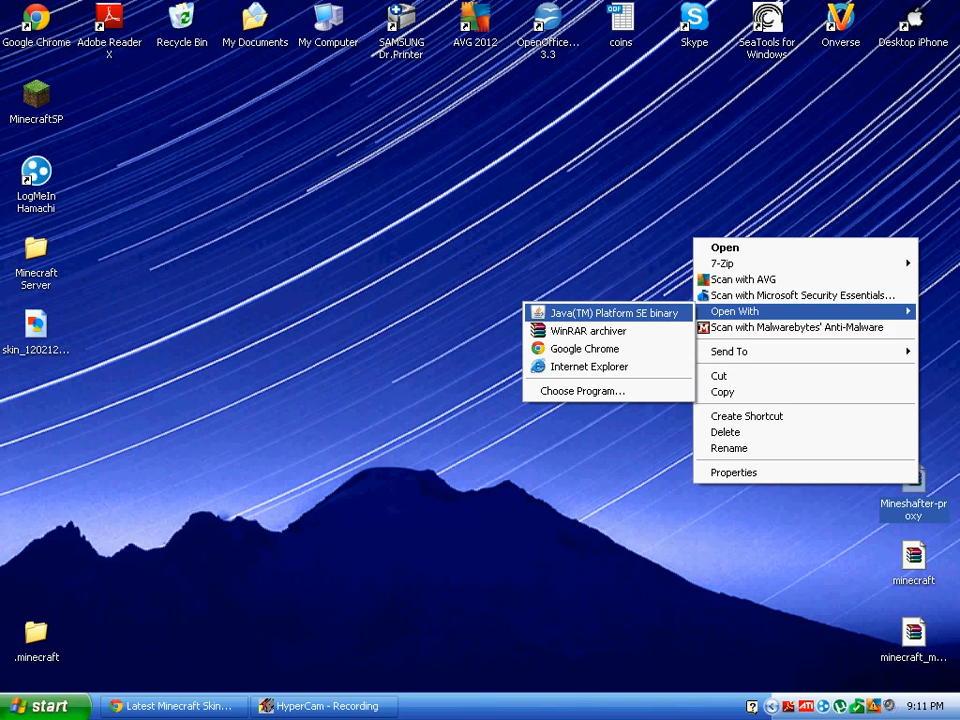 Google Chrome
Adobe Reader
X
Recycle Bin
My Documents
My Computer
SAMSUNG
Dr.Printer
AVG 2012
OpenOffice...
3.3
coins
Skype
SeaTools for
Windows
Onverse
Desktop iPhone
MinecraftSP
LogMeIn
Hamachi
Minecraft
Server
skin_120212...
.minecraft
Open
7-Zip
Scan with AVG
Scan with Microsoft Security Essentials...
Open With
Scan with Malwarebytes' Anti-Malware
Send To
Cut
Copy
Create Shortcut
Delete
Rename
Properties
Java(TM) Platform SE binary
WinRAR archiver
Google Chrome
Internet Explorer
Choose Program...
Mineshafter-pr
oxy
minecraft
minecraft_m...
start
Latest Minecraft Skin...
HyperCam - Recording
ATI
9:11 PM